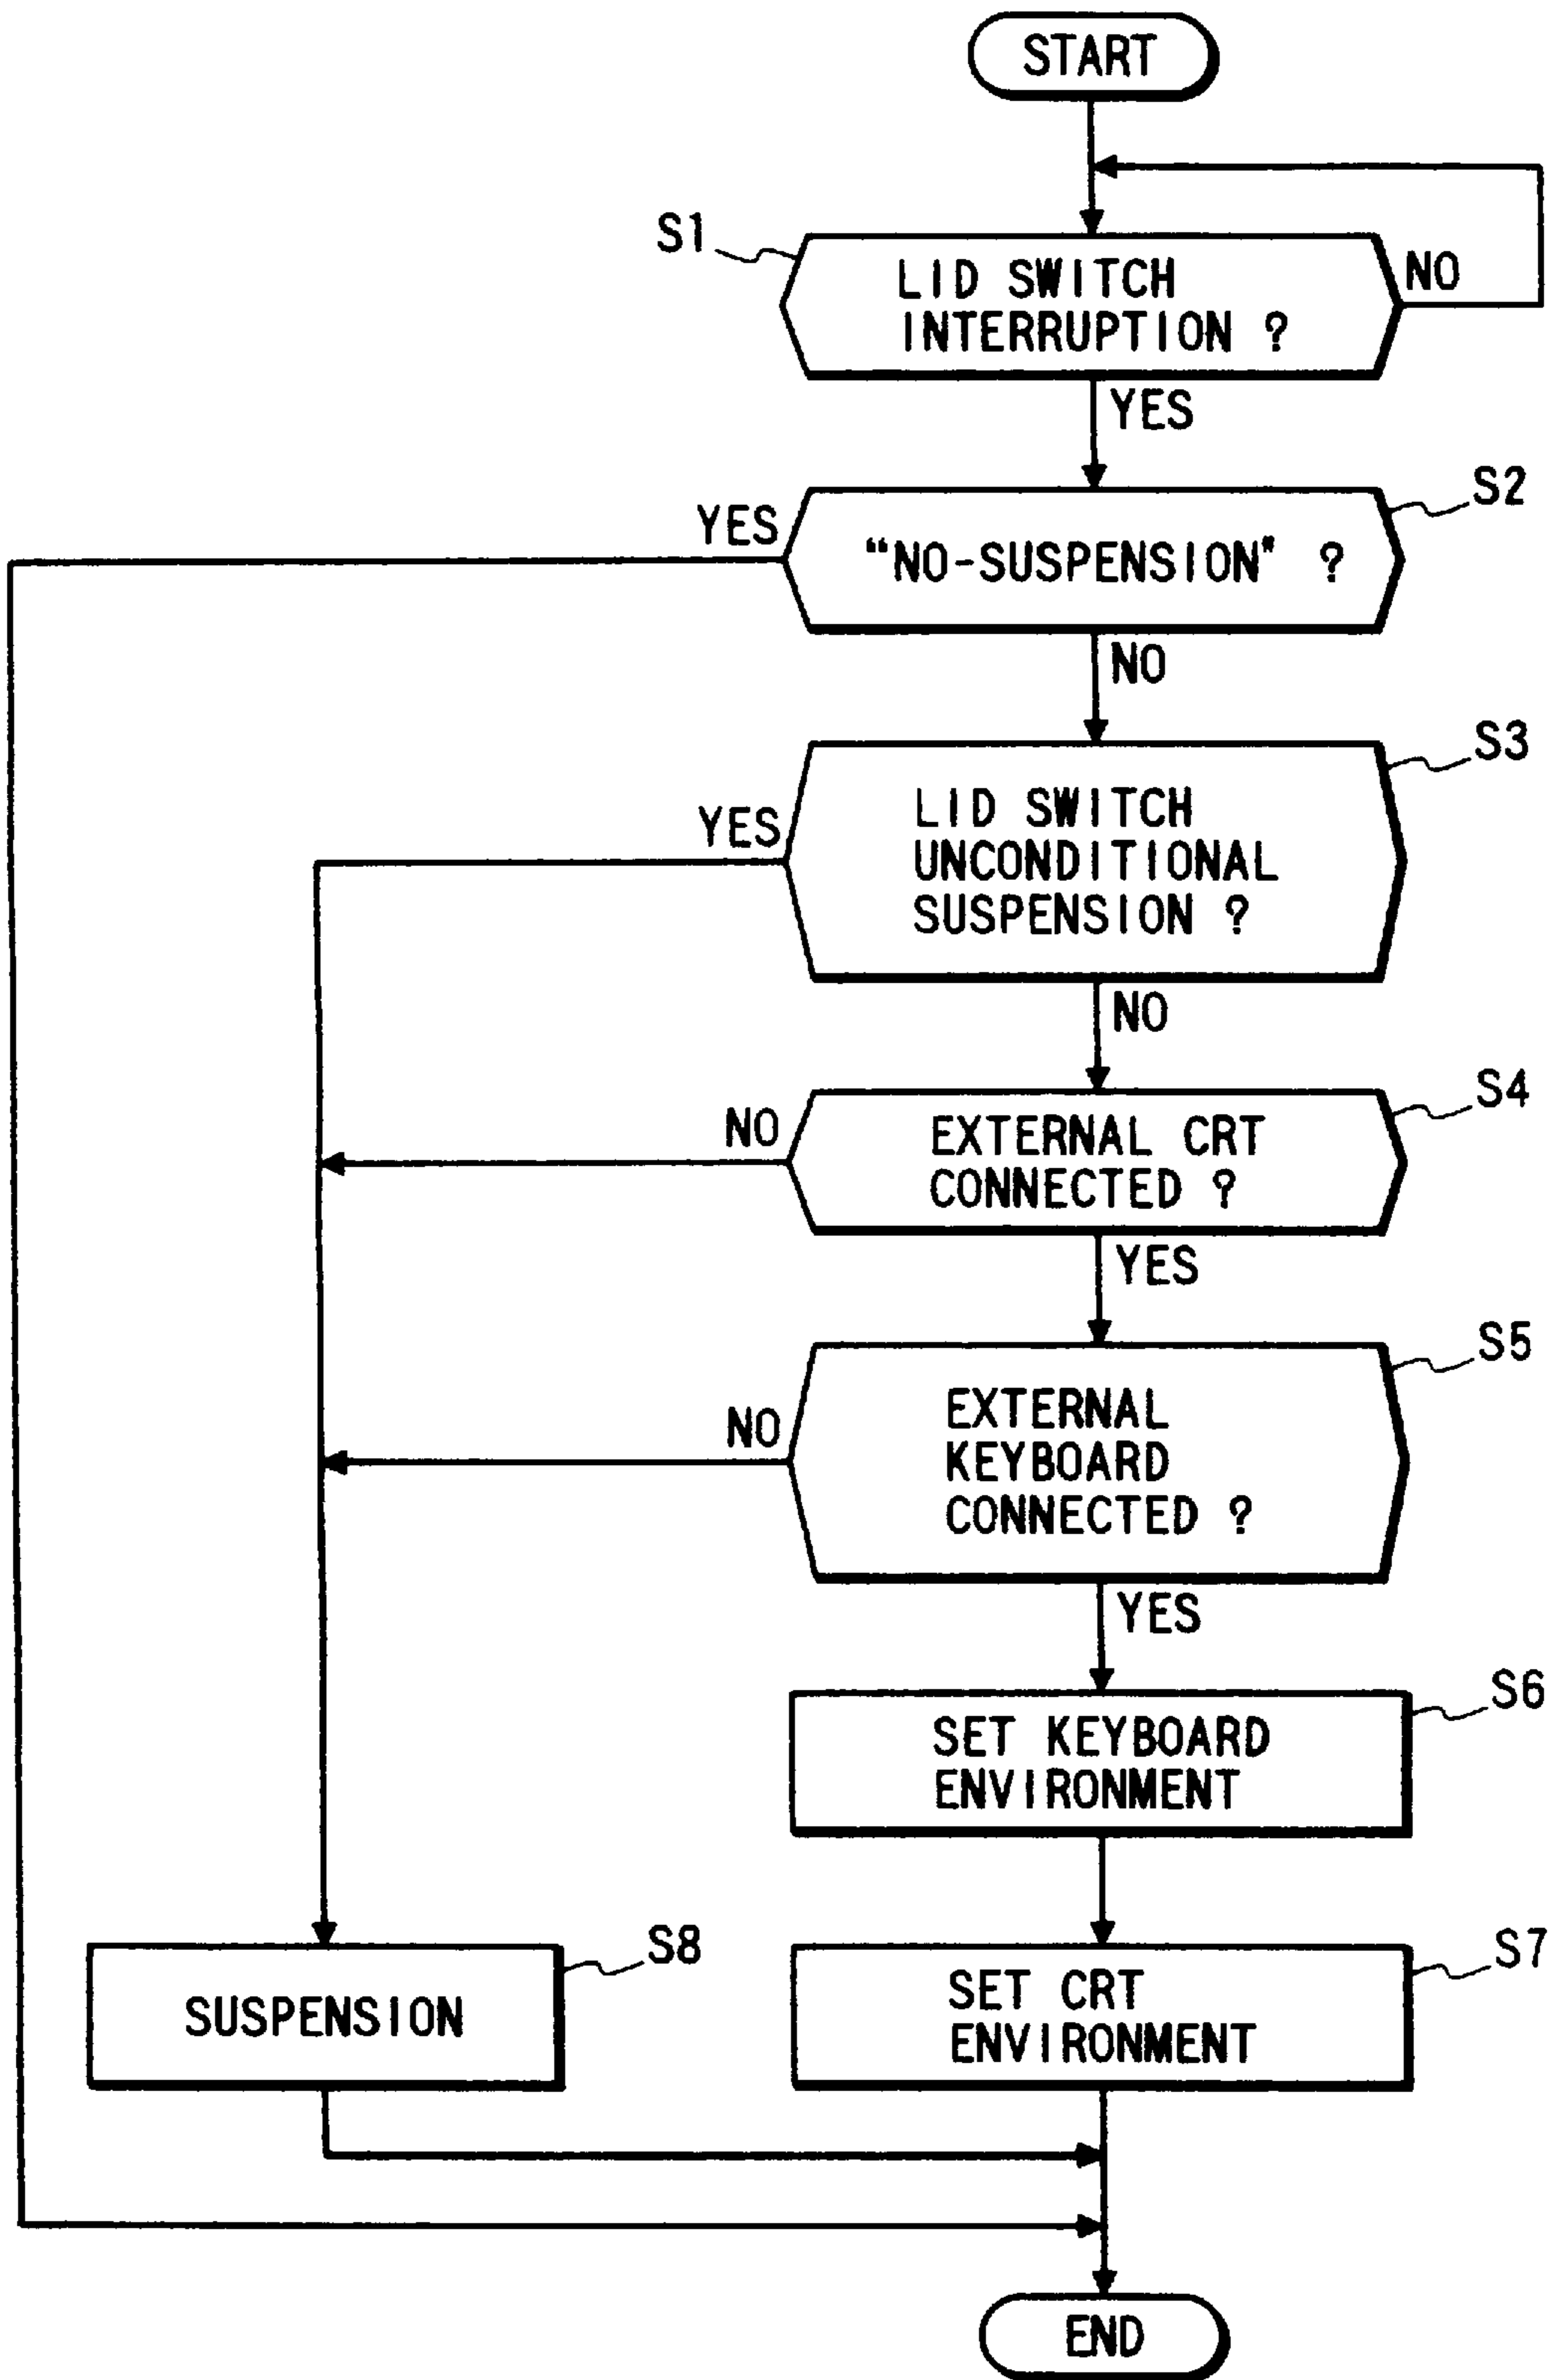 START
S1
LID SWITCH
INTERRUPTION ?
NO
YES
S2
YES
"NO-SUSPENSION" ?
NO
S3
YES
LID SWITCH
UNCONDITIONAL
SUSPENSION ?
NO
S4
NO
EXTERNAL CRT
CONNECTED ?
YES
S5
NO
EXTERNAL
KEYBOARD
CONNECTED ?
YES
S6
SET KEYBOARD
ENVIRONMENT
S8
SUSPENSION
S7
SET CRT
ENVIRONMENT
END